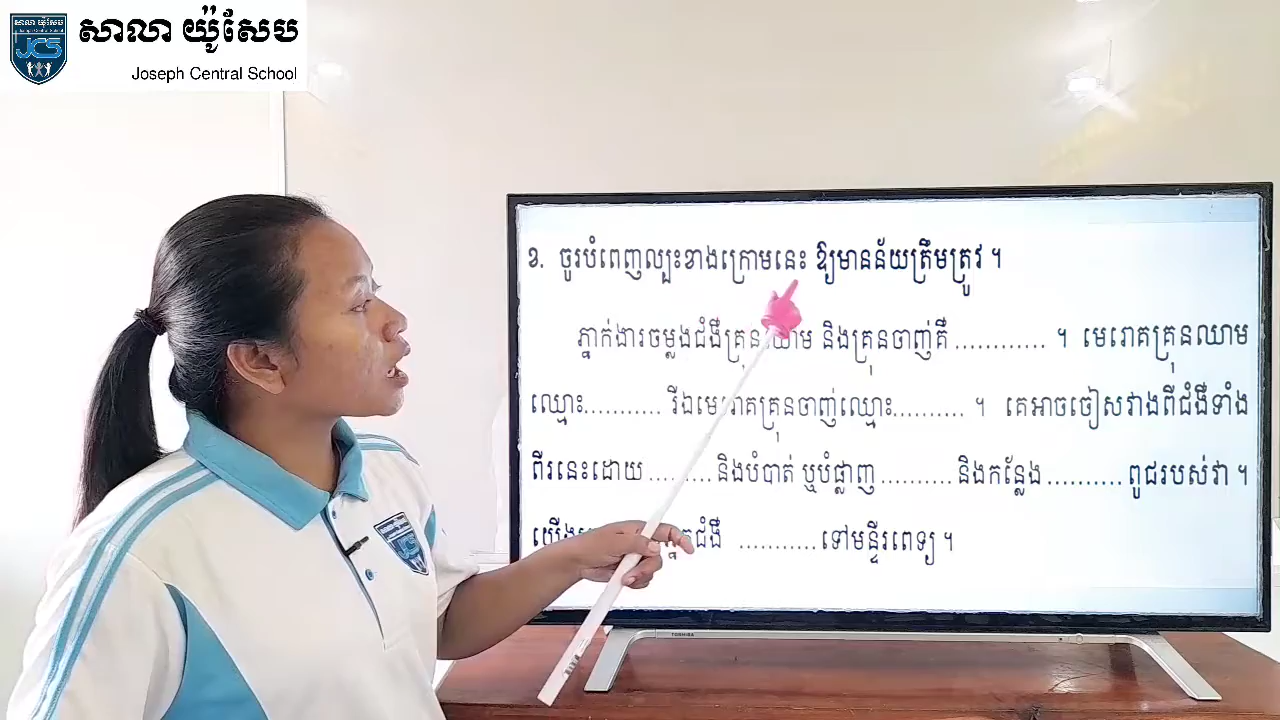 សាលា យ៉ូសែប
Joseph Central School
ខ. ចូរបំពេញល្បះខាងក្រោមនេះ ឱ្យមានន័យត្រឹមត្រូវ ។
ភ្នាក់ងារចម្លងជំងឺគ្រុនឈាម និងគ្រុនចាញ់គឺ ............ ។ មេរោគគ្រុនឈាម
ឈ្មោះ........... រីឯមេរោគគ្រុនចាញ់ឈ្មោះ.......... ។ គេអាចចៀសវាងពីជំងឺទាំង
ពីរនេះដោយ ......... និងបំបាត់ ឬបំផ្លាញ .......... និងកន្លែង .......... ពូជរបស់វា ។
ជំងឺ ........... ទៅមន្ទីរពេទ្យ ។
TOSHIBA